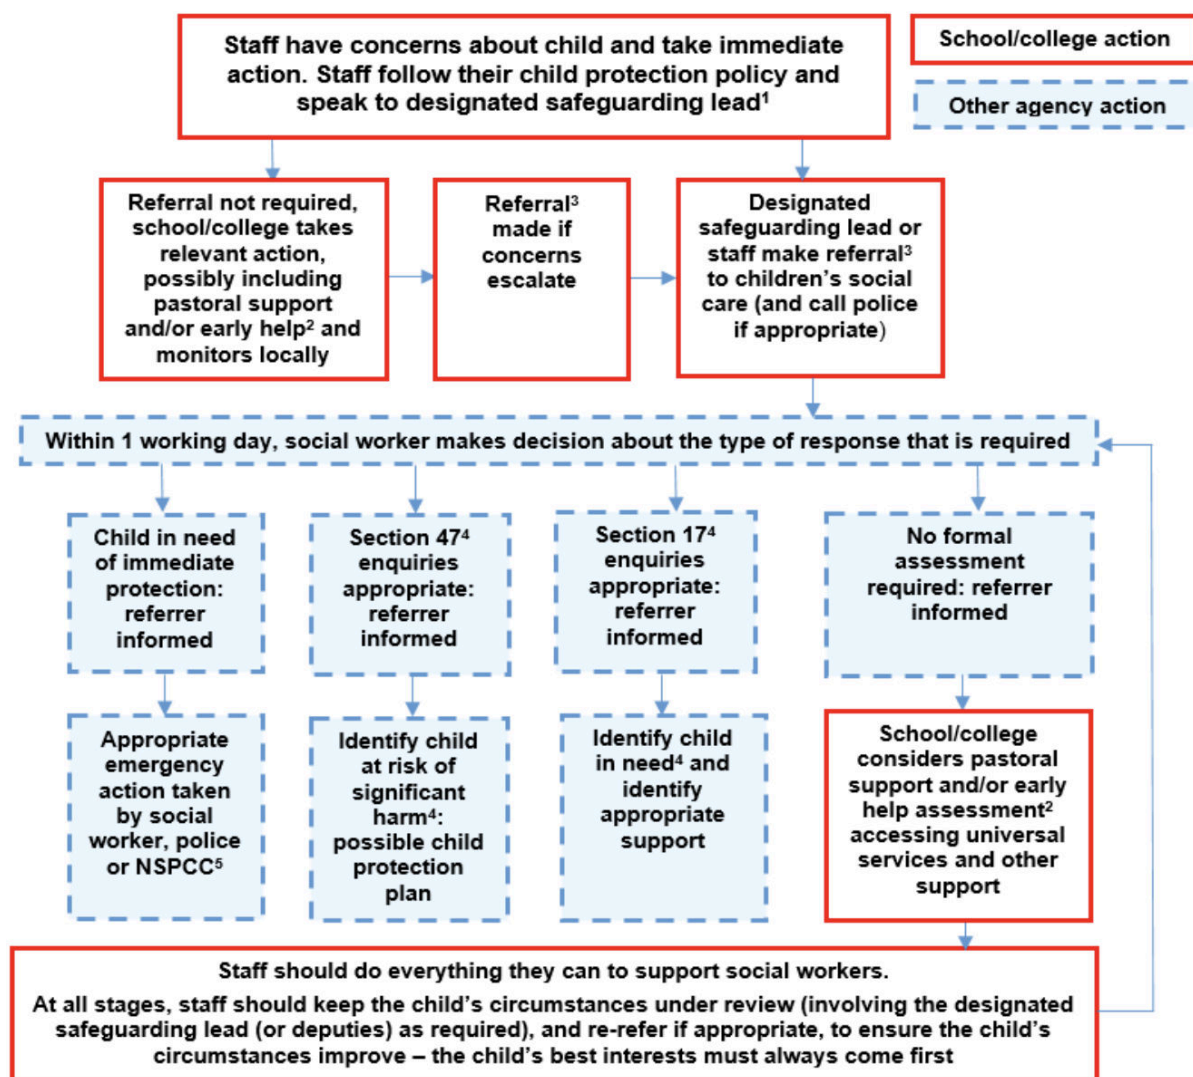 Staff have concerns about child and take immediate
action. Staff follow their child protection policy and
speak to designated safeguarding lead¹
School/college action
Other agency action
Referral not required,
school/college takes
relevant action,
possibly including
pastoral support
and/or early help² and
monitors locally
Referral³
made if
concerns
escalate
Designated
safeguarding lead or
staff make referral³
to children’s social
care (and call police
if appropriate)
Within 1 working day, social worker makes decision about the type of response that is required
Child in need
of immediate
protection:
referrer
informed
Section 47⁴
enquiries
appropriate:
referrer
informed
Section 17⁴
enquiries
appropriate:
referrer
informed
No formal
assessment
required: referrer
informed
Appropriate
emergency
action taken
by social
worker, police
or NSPCC⁵
Identify child
at risk of
significant
harm⁴:
possible child
protection
plan
Identify child
in need⁴ and
identify
appropriate
support
School/college
considers pastoral
support and/or early
help assessment²
accessing universal
services and other
support
Staff should do everything they can to support social workers.
At all stages, staff should keep the child’s circumstances under review (involving the designated
safeguarding lead (or deputies) as required), and re-refer if appropriate, to ensure the child’s
circumstances improve – the child’s best interests must always come first